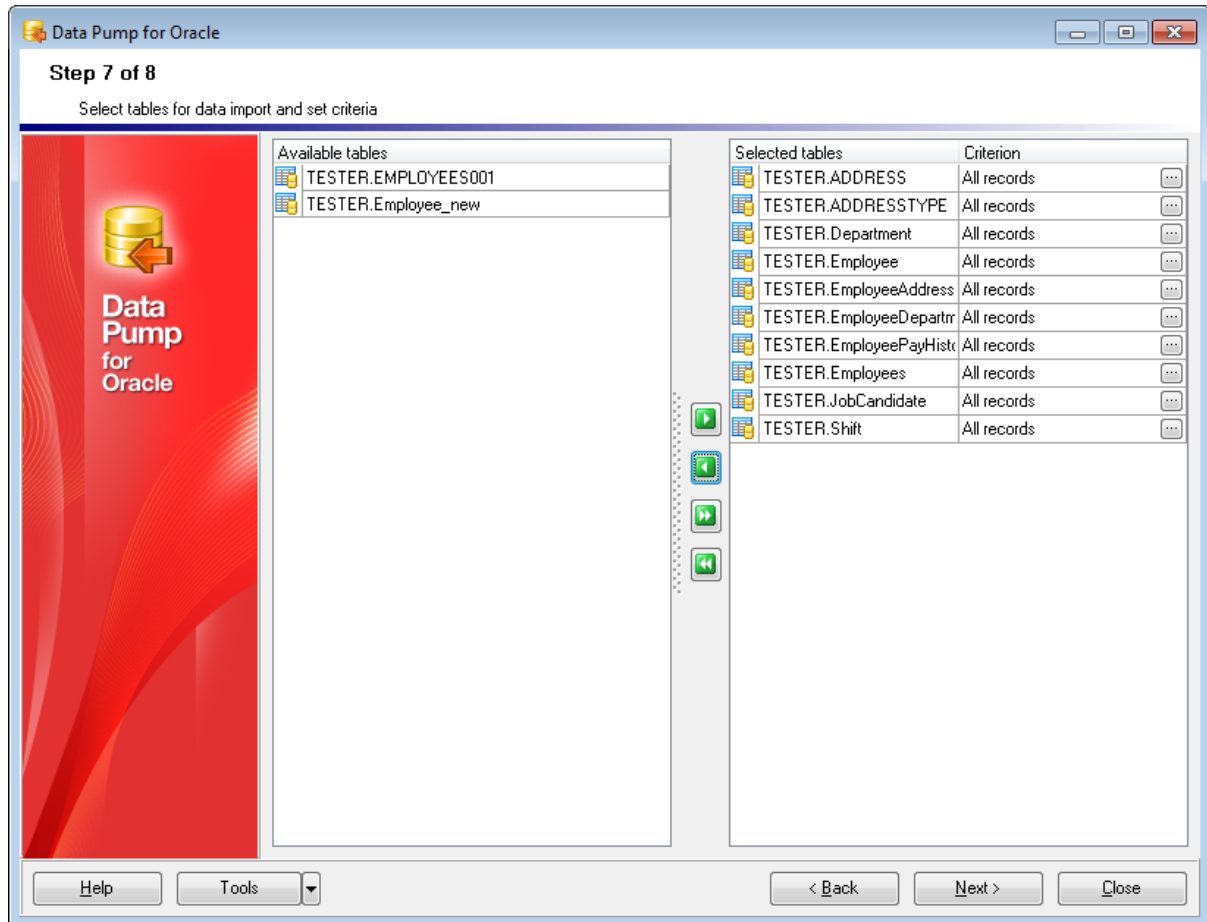 Data Pump for Oracle
Step 7 of 8
Select tables for data import and set criteria
Data
Pump
for
Oracle
Available tables
TESTER.EMPLOYEES001
TESTER.Employee_new
Selected tables Criterion
TESTER.ADDRESS All records ...
TESTER.ADDRESSTYPE All records ...
TESTER.Department All records ...
TESTER.Employee All records ...
TESTER.EmployeeAddress All records ...
TESTER.EmployeeDepartm All records ...
TESTER.EmployeePayHisto All records ...
TESTER.Employees All records ...
TESTER.JobCandidate All records ...
TESTER.Shift All records ...
Help Tools < Back Next > Close